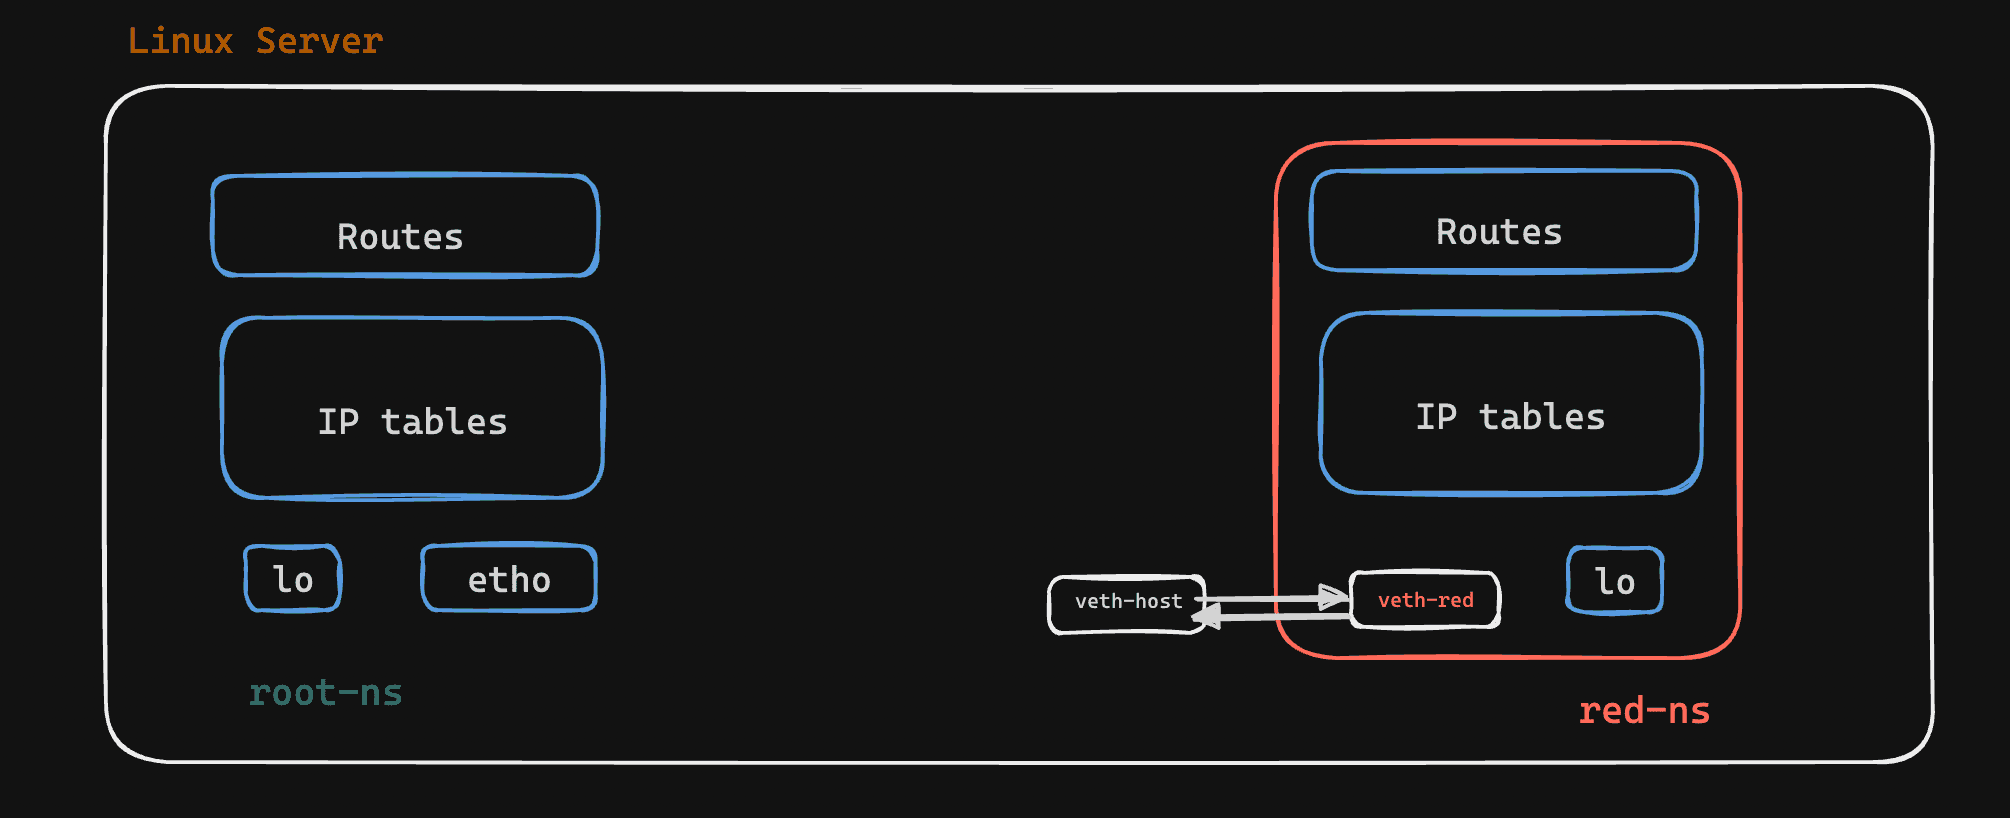 Linux Server
Routes
IP tables
lo
etho
root-ns
Routes
IP tables
veth-host
veth-red
lo
red-ns